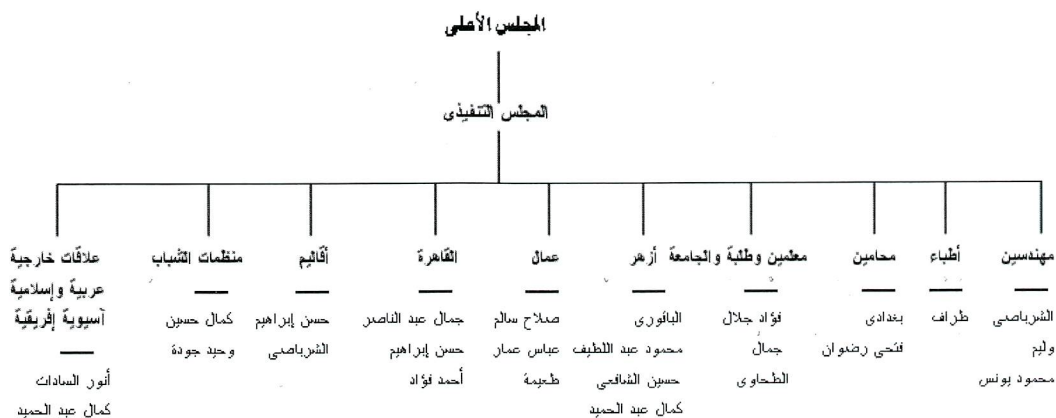 المجلس الأعلى
المجلس التنفيذى
مهندسين
الشرباصى
وليم
محمود يونس
أطباء
طراف
محامين
بغدادى
فتحى رضوان
معلمين وطلبة والجامعة
فؤاد جلال
جمال
الطحاوى
أزهر
الباقورى
محمود عبد اللطيف
حسين الشافعى
كمال عبد الحميد
عمال
صلاح سالم
عباس عمار
طعيمة
القاهرة
جمال عبد الناصر
حسن إبراهيم
أحمد فؤاد
أقاليم
حسن إبراهيم
الشرباصى
منظمات الشباب
كمال حسين
وحيد جودة
علاقات خارجية
عربية وإسلامية
آسيوية إفريقية
أنور السادات
كمال عبد الحميد